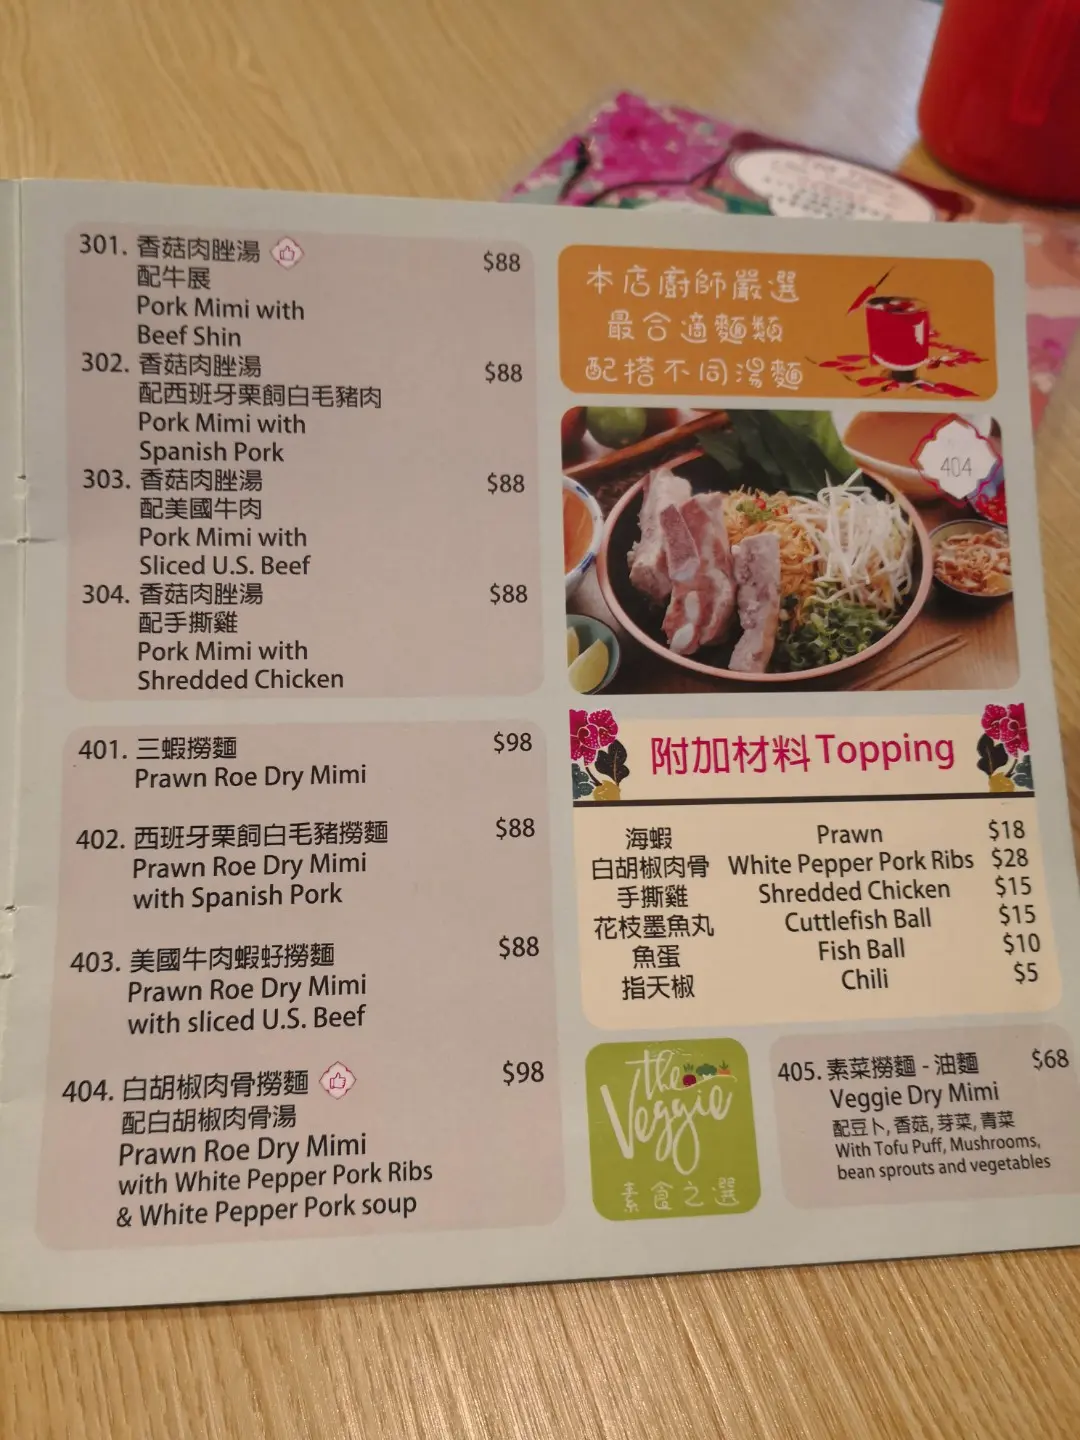 301. 香菇肉脞湯 $88
配牛展
Pork Mimi with
Beef Shin
302. 香菇肉脞湯 $88
配西班牙栗飼白毛豬肉
Pork Mimi with
Spanish Pork
303. 香菇肉脞湯 $88
配美國牛肉
Pork Mimi with
Sliced U.S. Beef
304. 香菇肉脞湯 $88
配手撕雞
Pork Mimi with
Shredded Chicken
401. 三蝦撈麵 $98
Prawn Roe Dry Mimi
402. 西班牙栗飼白毛豬撈麵 $88
Prawn Roe Dry Mimi
with Spanish Pork
403. 美國牛肉蝦虸撈麵 $88
Prawn Roe Dry Mimi
with sliced U.S. Beef
404. 白胡椒肉骨撈麵 $98
配白胡椒肉骨湯
Prawn Roe Dry Mimi
with White Pepper Pork Ribs
& White Pepper Pork soup
本店廚師嚴選
最合適麵類
配搭不同湯麵
404
附加材料 Topping
海蝦 Prawn $18
白胡椒肉骨 White Pepper Pork Ribs $28
手撕雞 Shredded Chicken $15
花枝墨魚丸 Cuttlefish Ball $15
魚蛋 Fish Ball $10
指天椒 Chili $5
the
Veggie
素食之選
405. 素菜撈麵 - 油麵 $68
Veggie Dry Mimi
配豆卜, 香菇, 芽菜, 青菜
With Tofu Puff, Mushrooms,
bean sprouts and vegetables